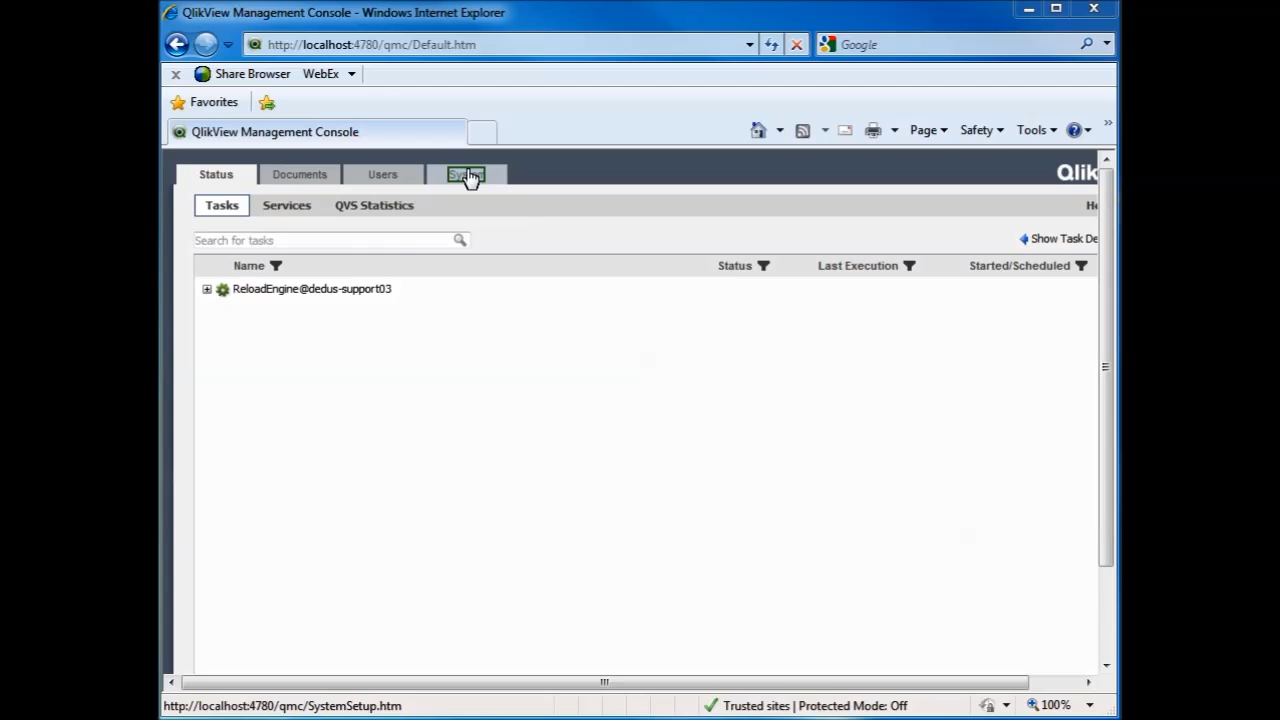 QlikView Management Console - Windows Internet Explorer
http://localhost:4780/qmc/Default.htm
Google
x Share Browser WebEx
Favorites
QlikView Management Console
Page Safety Tools
Status Documents Users
Qlik
Tasks Services QVS Statistics
Search for tasks
Show Task De
Name Status Last Execution Started/Scheduled
ReloadEngine@dedus-support03
http://localhost:4780/qmc/SystemSetup.htm
Trusted sites | Protected Mode: Off
100%